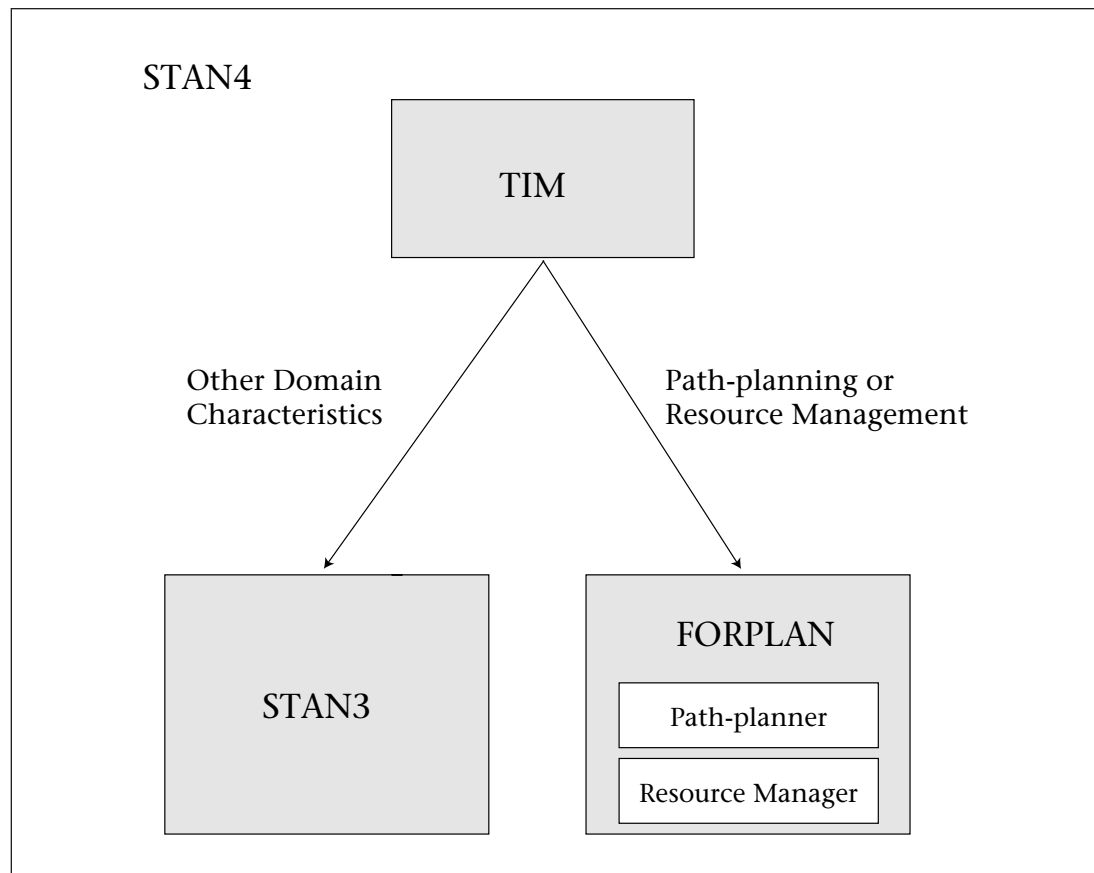 STAN4
TIM
Other Domain
Characteristics
Path-planning or
Resource Management
STAN3
FORPLAN
Path-planner
Resource Manager